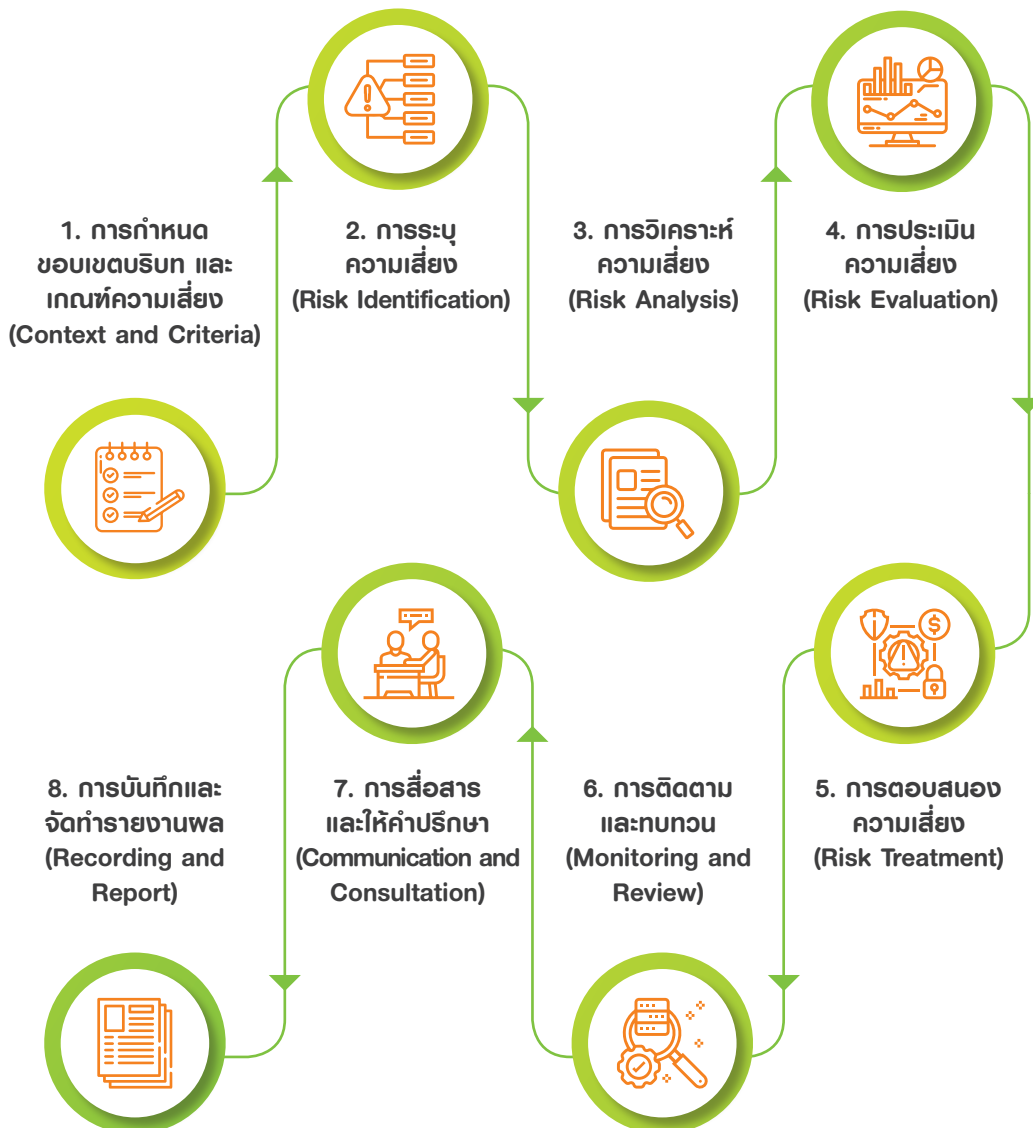 1. การกำหนด
ขอบเขตบริบท และ
เกณฑ์ความเสี่ยง
(Context and Criteria)
2. การระบุ
ความเสี่ยง
(Risk Identification)
3. การวิเคราะห์
ความเสี่ยง
(Risk Analysis)
4. การประเมิน
ความเสี่ยง
(Risk Evaluation)
5. การตอบสนอง
ความเสี่ยง
(Risk Treatment)
6. การติดตาม
และทบทวน
(Monitoring and
Review)
7. การสื่อสาร
และให้คำปรึกษา
(Communication and
Consultation)
8. การบันทึกและ
จัดทำรายงานผล
(Recording and
Report)